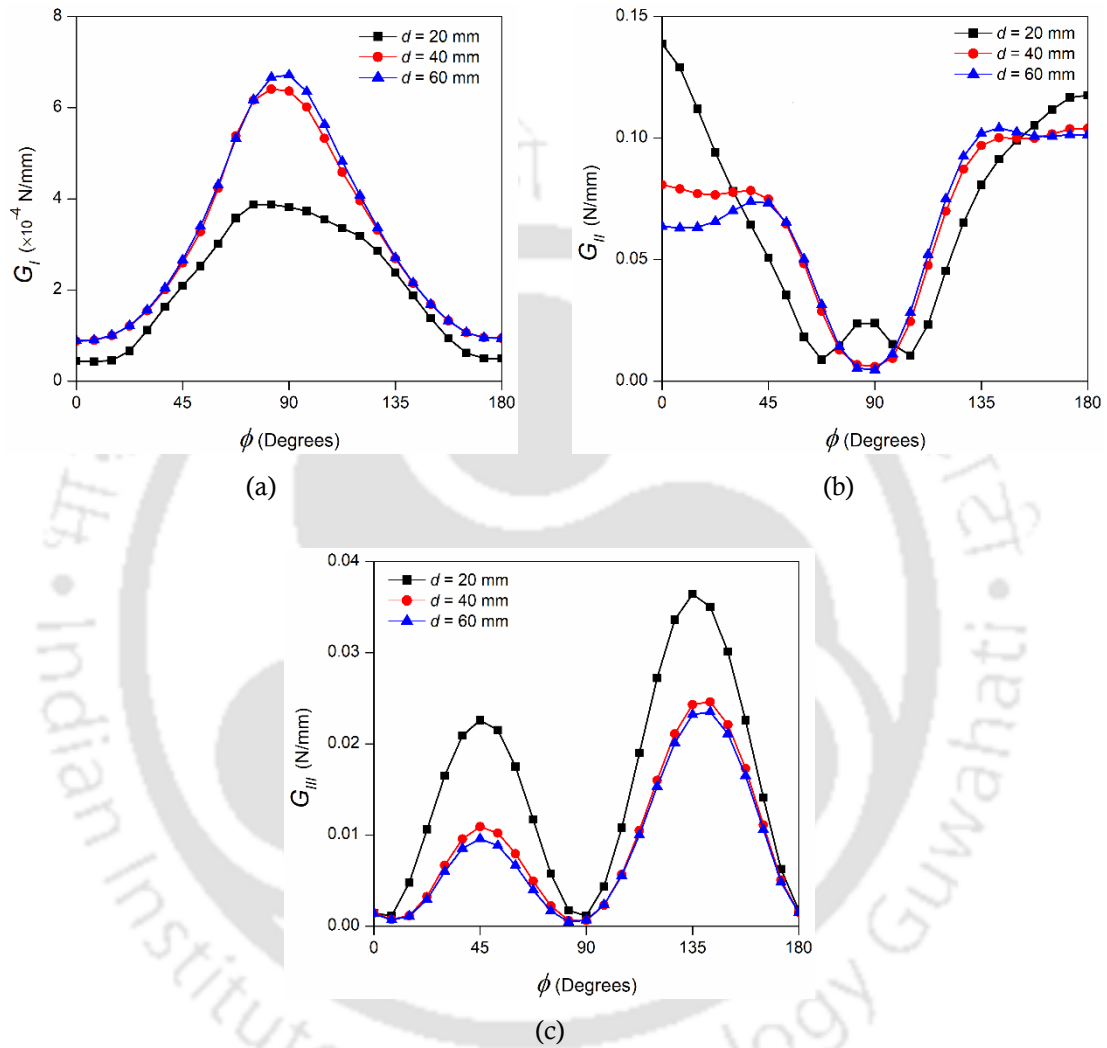 8
6
4
2
0
G_I (×10⁻⁴ N/mm)
d = 20 mm
d = 40 mm
d = 60 mm
0 45 90 135 180
ϕ (Degrees)
(a)
0.15
0.10
0.05
0.00
G_II (N/mm)
d = 20 mm
d = 40 mm
d = 60 mm
0 45 90 135 180
ϕ (Degrees)
(b)
0.04
0.03
0.02
0.01
0.00
G_III (N/mm)
d = 20 mm
d = 40 mm
d = 60 mm
0 45 90 135 180
ϕ (Degrees)
(c)
Indian Institute
ology Guwahati